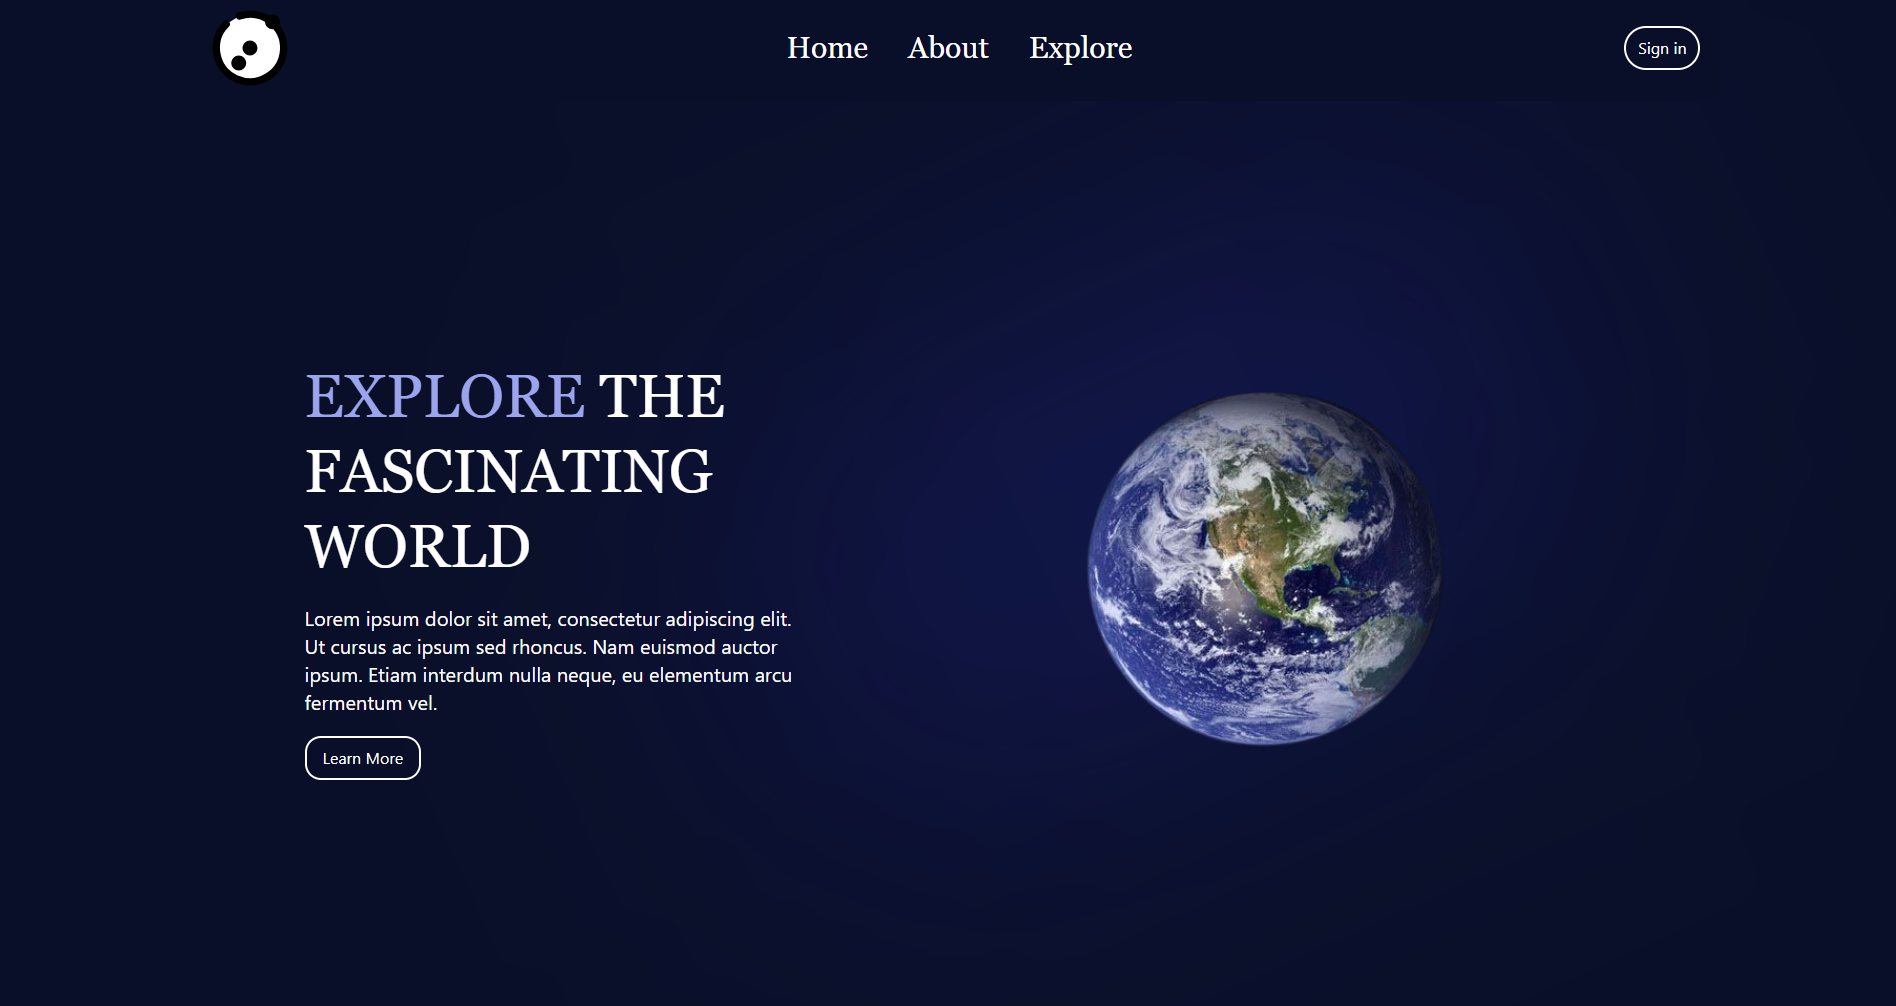 Home About Explore Sign in
EXPLORE THE
FASCINATING
WORLD
Lorem ipsum dolor sit amet, consectetur adipiscing elit.
Ut cursus ac ipsum sed rhoncus. Nam euismod auctor
ipsum. Etiam interdum nulla neque, eu elementum arcu
fermentum vel.
Learn More